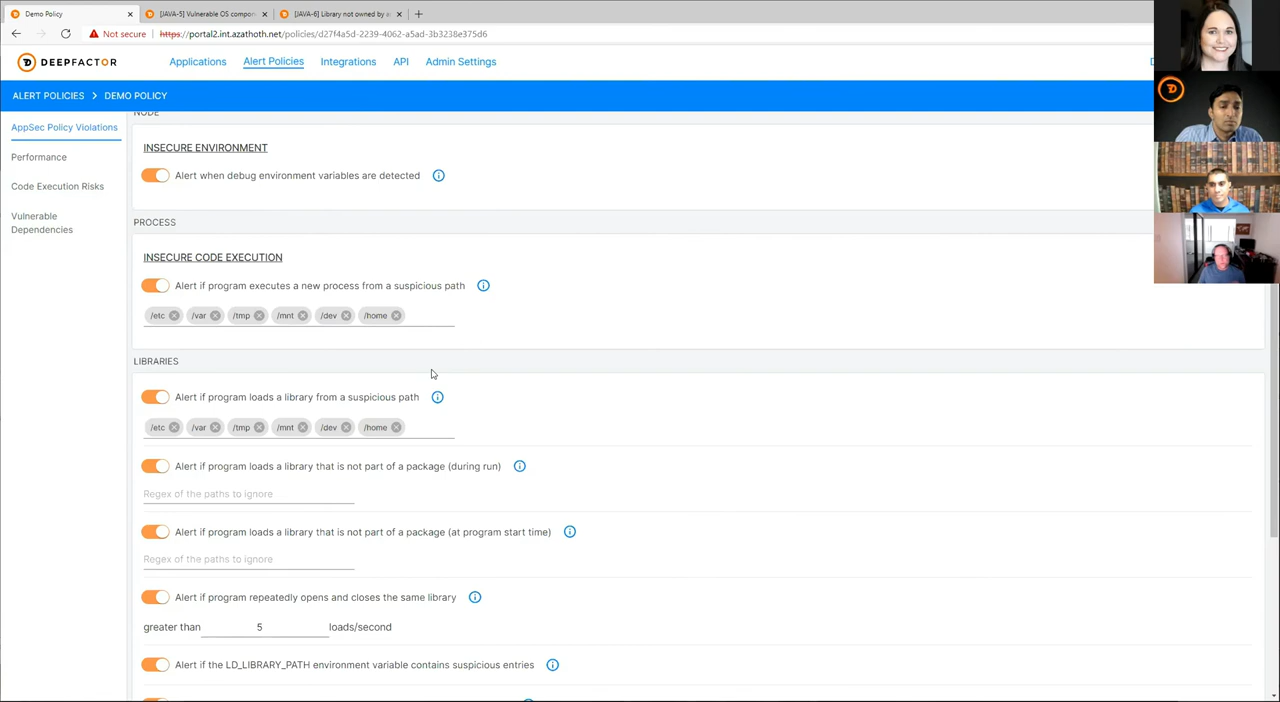 Demo Policy
[JAVA-5] Vulnerable OS compon
[JAVA-6] Library not owned by e
Not secure
https://portal2.int.azathoth.net/policies/d27f4a5d-2239-4062-a5ad-3b3238e375d6
DEEPFACTOR
Applications
Alert Policies
Integrations
API
Admin Settings
ALERT POLICIES > DEMO POLICY
AppSec Policy Violations
Performance
Code Execution Risks
Vulnerable
Dependencies
NODE
INSECURE ENVIRONMENT
Alert when debug environment variables are detected
PROCESS
INSECURE CODE EXECUTION
Alert if program executes a new process from a suspicious path
/etc /var /tmp /mnt /dev /home
LIBRARIES
Alert if program loads a library from a suspicious path
/etc /var /tmp /mnt /dev /home
Alert if program loads a library that is not part of a package (during run)
Regex of the paths to ignore
Alert if program loads a library that is not part of a package (at program start time)
Regex of the paths to ignore
Alert if program repeatedly opens and closes the same library
greater than 5 loads/second
Alert if the LD_LIBRARY_PATH environment variable contains suspicious entries